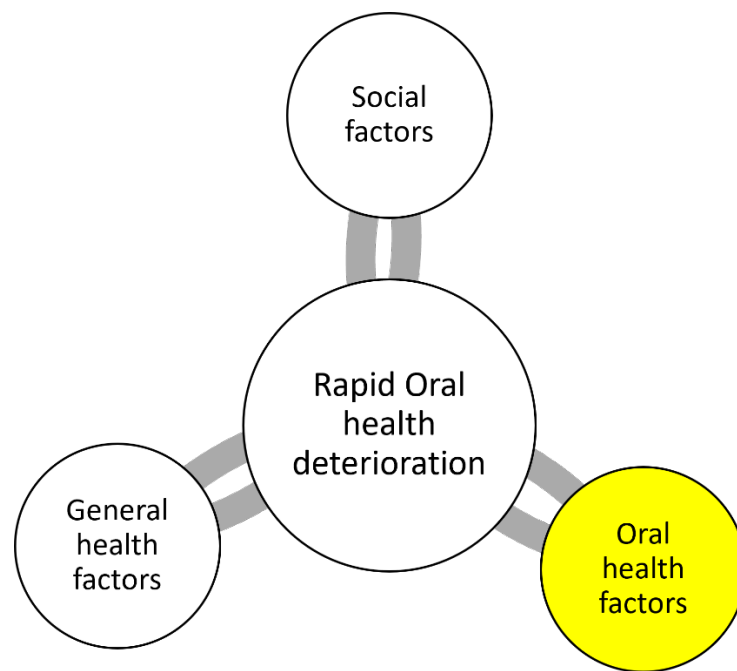 Social
factors
Rapid Oral
health
deterioration
General
health
factors
Oral
health
factors